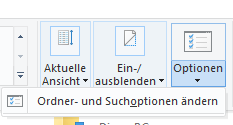 Aktuelle
Ansicht
Ein-/
ausblenden
Optionen
Ordner- und Suchoptionen ändern